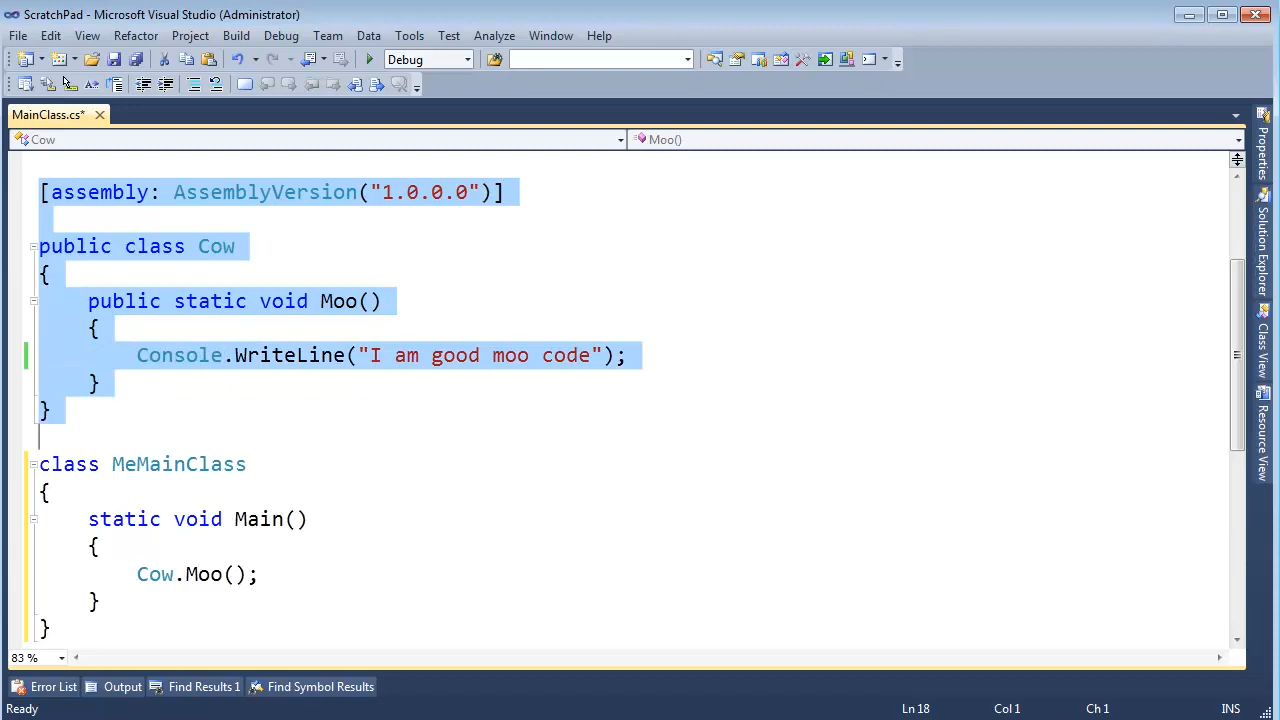 ScratchPad - Microsoft Visual Studio (Administrator)
File Edit View Refactor Project Build Debug Team Data Tools Test Analyze Window Help
Debug
MainClass.cs*
Cow Moo()
[assembly: AssemblyVersion("1.0.0.0")]
public class Cow
{
public static void Moo()
{
Console.WriteLine("I am good moo code");
}
}
class MeMainClass
{
static void Main()
{
Cow.Moo();
}
}
83 %
Properties
Solution Explorer
Class View
Resource View
Error List Output Find Results 1 Find Symbol Results
Ready Ln 18 Col 1 Ch 1 INS